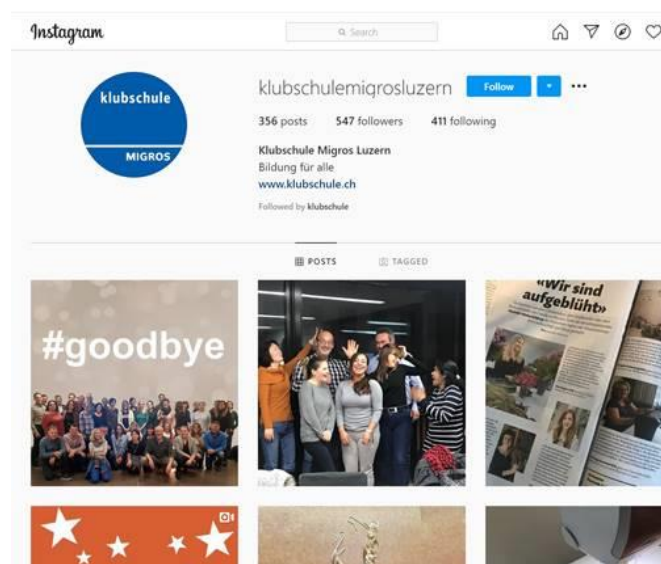 Instagram
Search
klubschule
MIGROS
klubschulemigrosluzern Follow
356 posts 547 followers 411 following
Klubschule Migros Luzern
Bildung für alle
www.klubschule.ch
Followed by klubschule
POSTS TAGGED
#goodbye
«Wir sind
aufgeblüht»